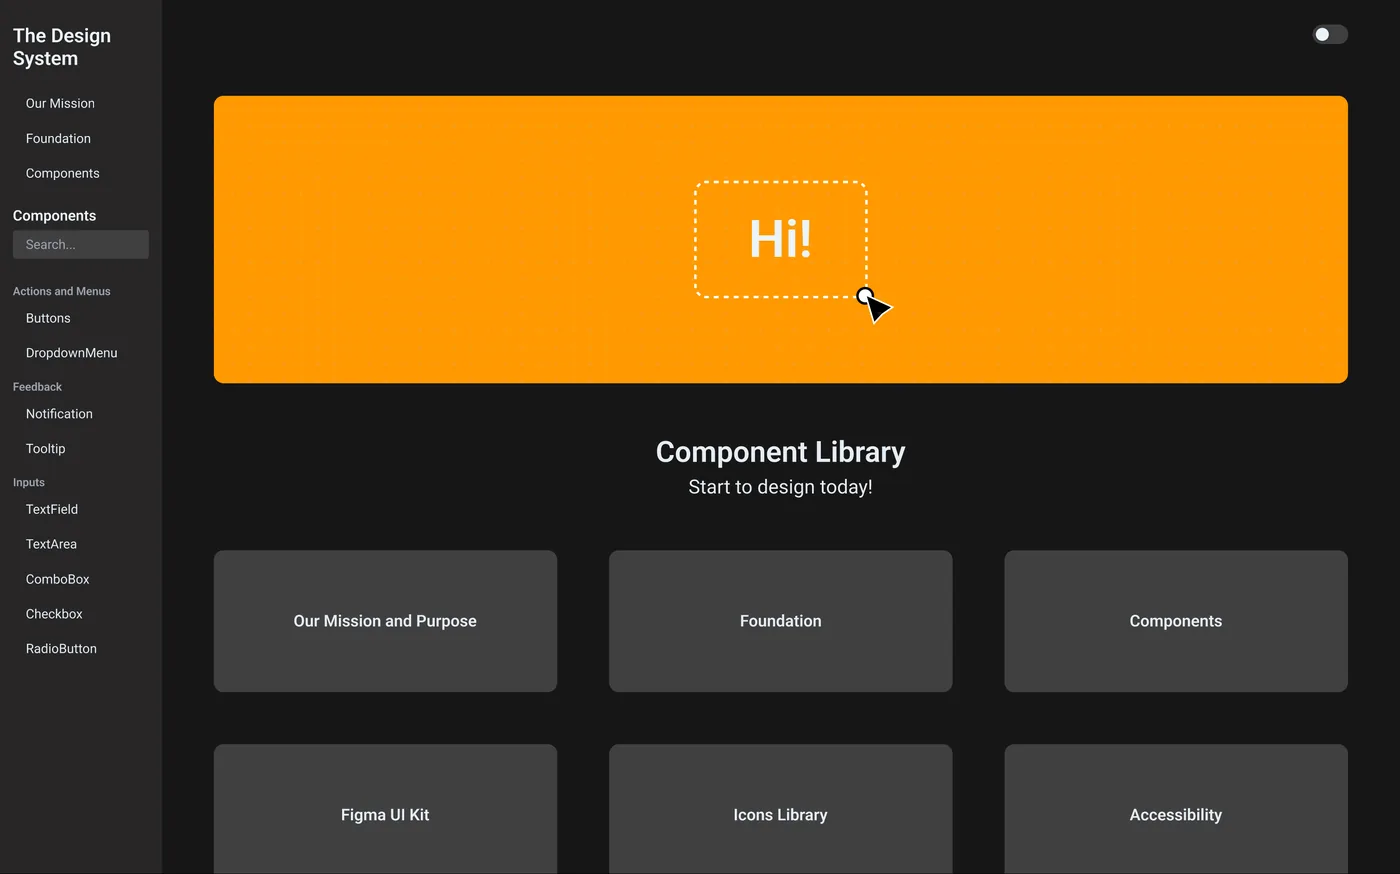 The Design
System
Our Mission
Foundation
Components
Components
Search...
Actions and Menus
Buttons
DropdownMenu
Feedback
Notification
Tooltip
Inputs
TextField
TextArea
ComboBox
Checkbox
RadioButton
Hi!
Component Library
Start to design today!
Our Mission and Purpose
Foundation
Components
Figma UI Kit
Icons Library
Accessibility